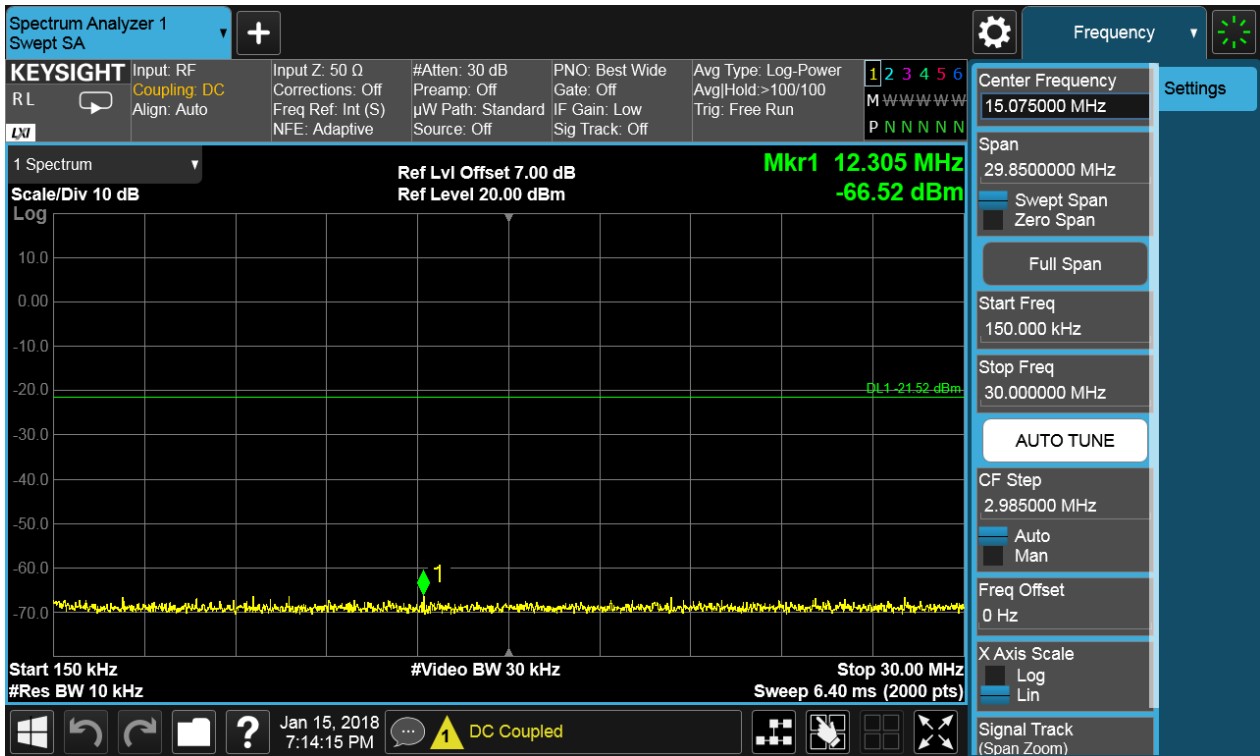 Spectrum Analyzer 1
Swept SA
+
Frequency
KEYSIGHT
RL
LXI
Input: RF
Coupling: DC
Align: Auto
Input Z: 50 Ω
Corrections: Off
Freq Ref: Int (S)
NFE: Adaptive
#Atten: 30 dB
Preamp: Off
µW Path: Standard
Source: Off
PNO: Best Wide
Gate: Off
IF Gain: Low
Sig Track: Off
Avg Type: Log-Power
Avg|Hold:>100/100
Trig: Free Run
1 2 3 4 5 6
M W W W W W
P N N N N N
1 Spectrum
Scale/Div 10 dB
Log
Ref Lvl Offset 7.00 dB
Ref Level 20.00 dBm
Mkr1 12.305 MHz
-66.52 dBm
10.0
0.00
-10.0
-20.0
DL1 -21.52 dBm
-30.0
-40.0
-50.0
-60.0
1
-70.0
Start 150 kHz
#Video BW 30 kHz
Stop 30.00 MHz
#Res BW 10 kHz
Sweep 6.40 ms (2000 pts)
Center Frequency
15.075000 MHz
Settings
Span
29.8500000 MHz
Swept Span
Zero Span
Full Span
Start Freq
150.000 kHz
Stop Freq
30.000000 MHz
AUTO TUNE
CF Step
2.985000 MHz
Auto
Man
Freq Offset
0 Hz
X Axis Scale
Log
Lin
Signal Track
(Span Zoom)
?
Jan 15, 2018
7:14:15 PM
1
DC Coupled